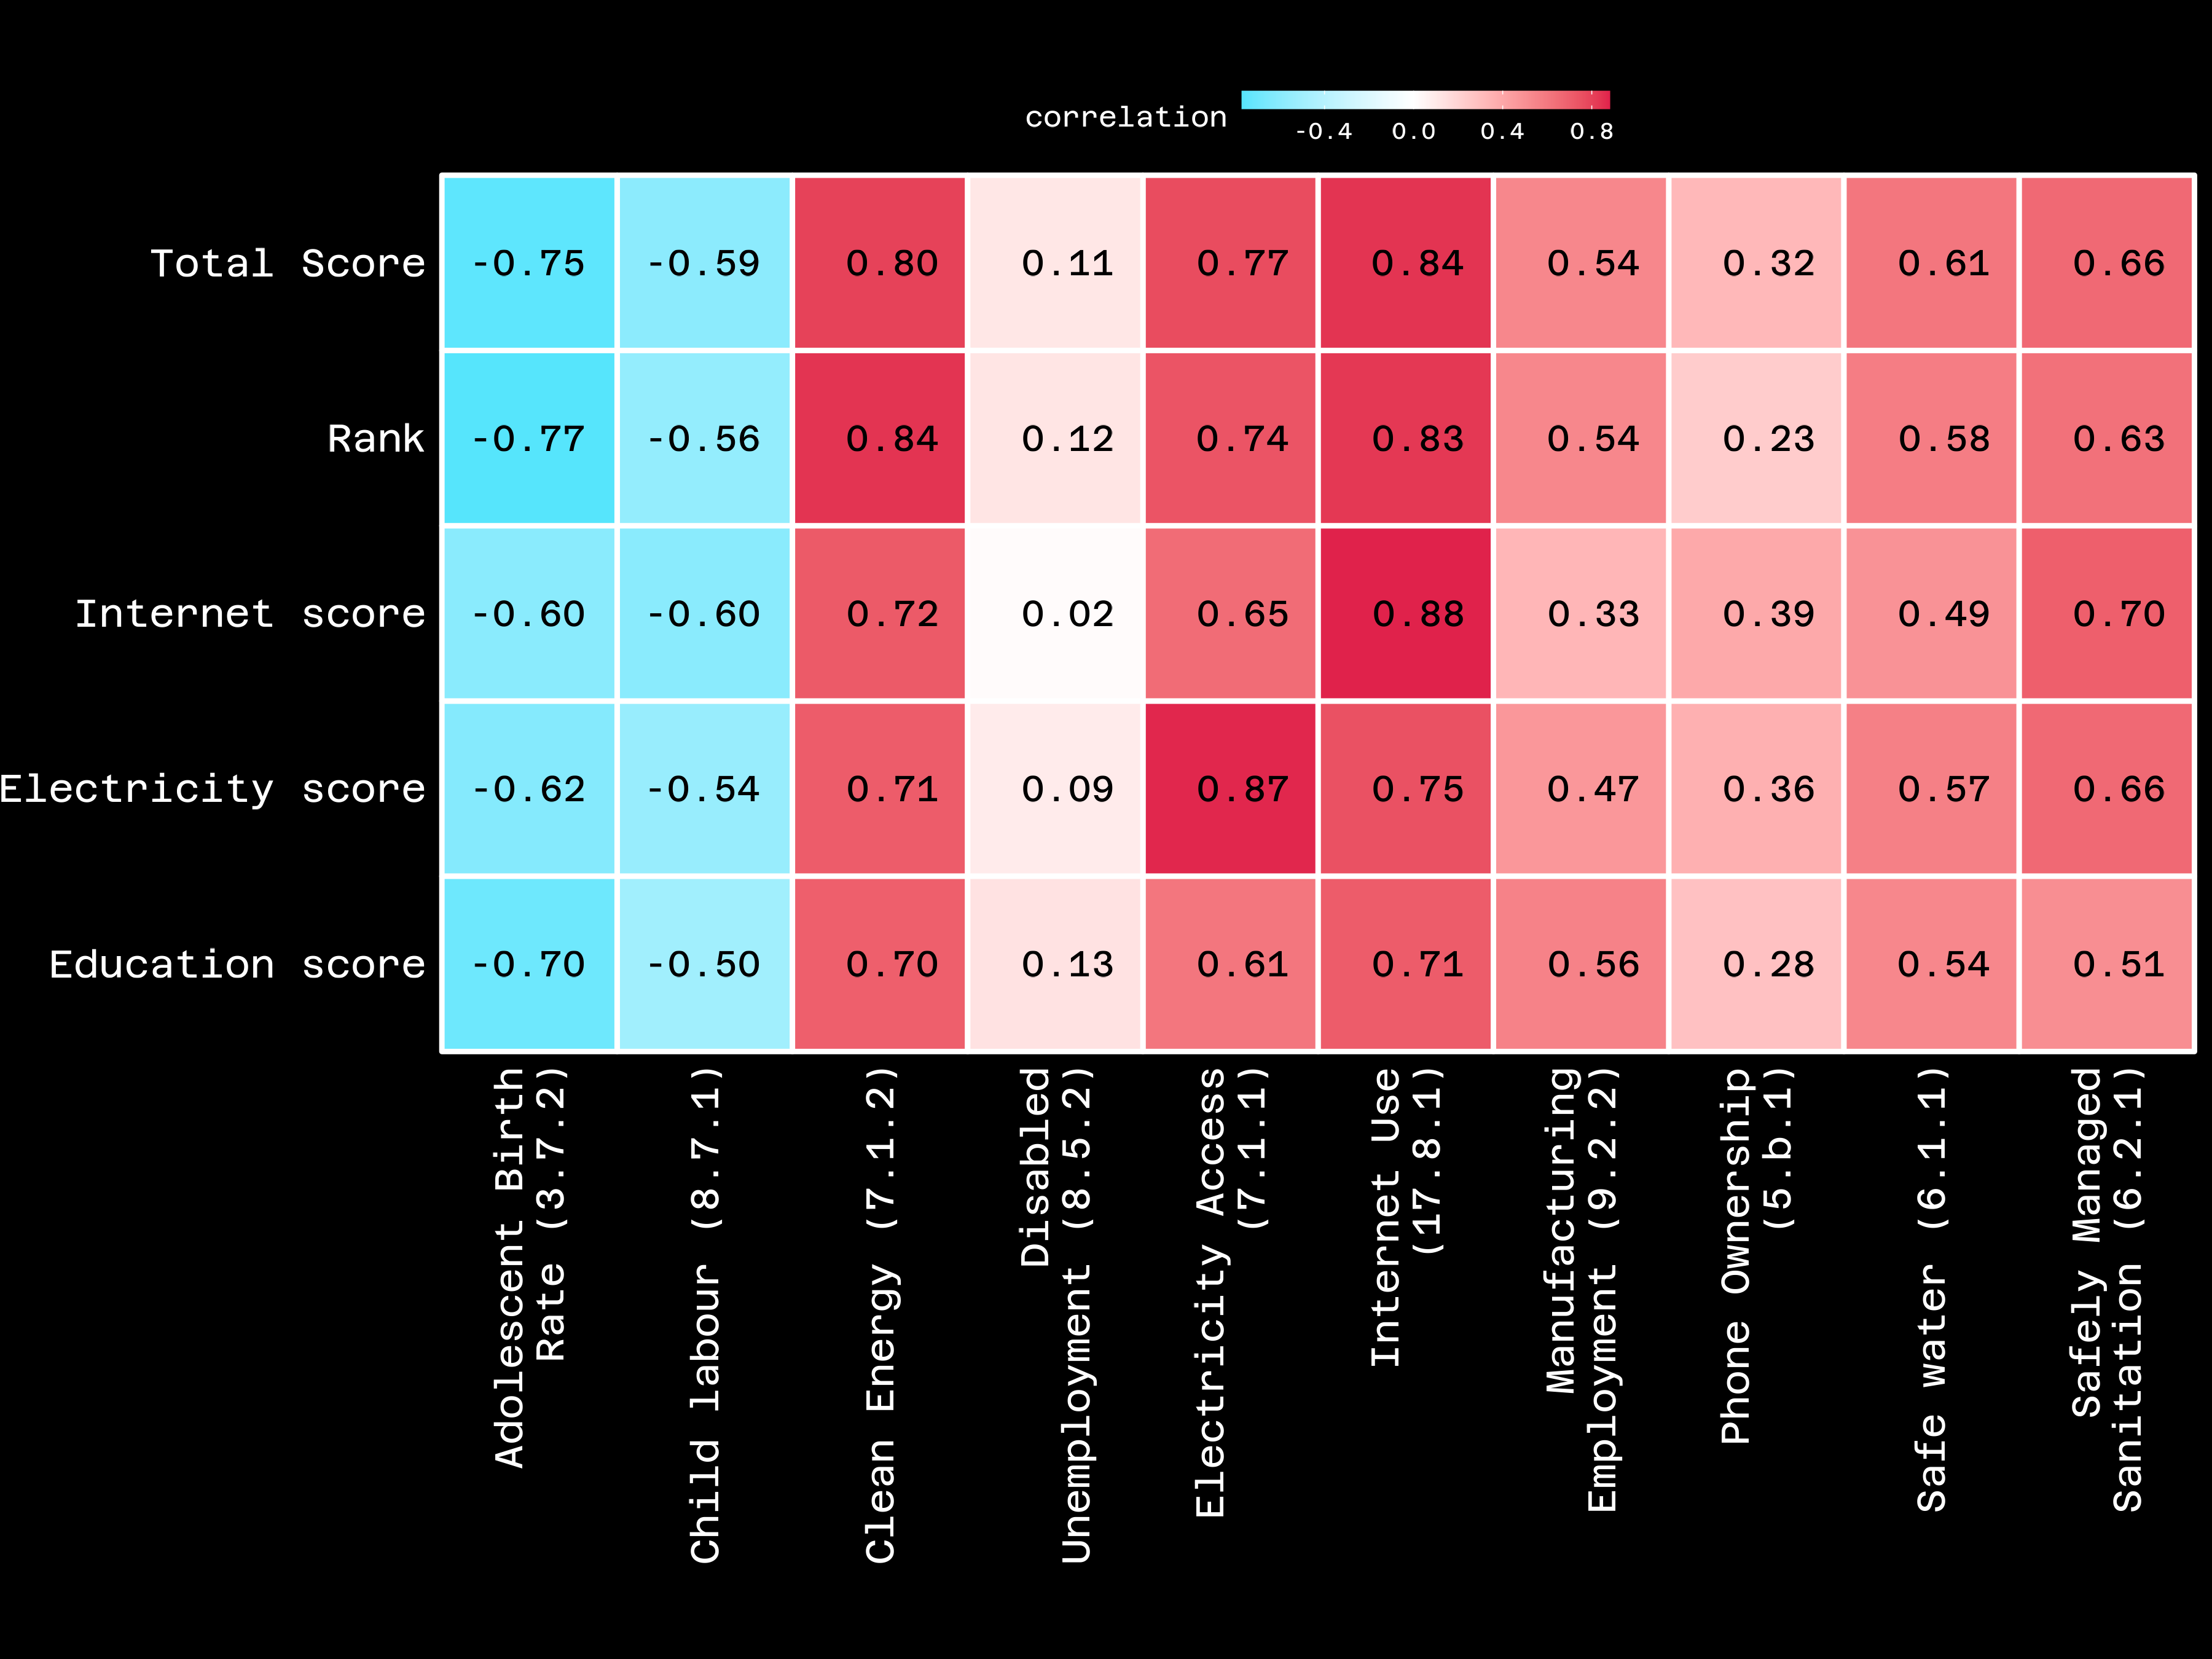 correlation
-0.4 0.0 0.4 0.8
Total Score -0.75 -0.59 0.80 0.11 0.77 0.84 0.54 0.32 0.61 0.66
Rank -0.77 -0.56 0.84 0.12 0.74 0.83 0.54 0.23 0.58 0.63
Internet score -0.60 -0.60 0.72 0.02 0.65 0.88 0.33 0.39 0.49 0.70
Electricity score -0.62 -0.54 0.71 0.09 0.87 0.75 0.47 0.36 0.57 0.66
Education score -0.70 -0.50 0.70 0.13 0.61 0.71 0.56 0.28 0.54 0.51
Adolescent Birth
Rate (3.7.2)
Child labour (8.7.1)
Clean Energy (7.1.2)
Disabled
Unemployment (8.5.2)
Electricity Access
(7.1.1)
Internet Use
(17.8.1)
Manufacturing
Employment (9.2.2)
Phone Ownership
(5.b.1)
Safe water (6.1.1)
Safely Managed
Sanitation (6.2.1)